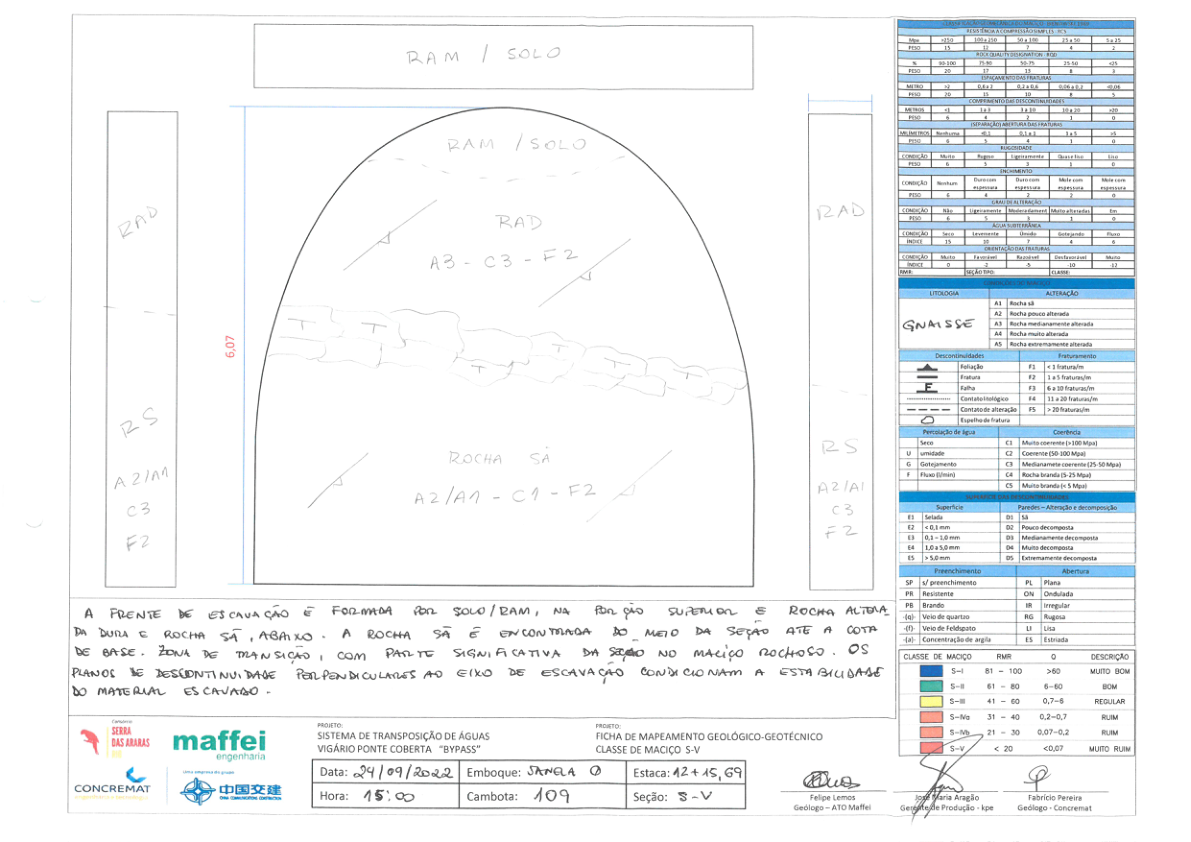 RAM / SOLO
RAM / SOLO
RAD
A3 - C3 - F2
T T T T T
ROCHA SÃ
A2/A1 - C1 - F2
6,07
RAD
RS
A2/A1
C3
F2
RAD
RS
A2/A1
C3
F2
A FRENTE DE ESCAVAÇÃO É FORMADA POR SOLO/RAM, NA PORÇÃO SUPERIOR E ROCHA ALTERA
DA DURA E ROCHA SÃ, ABAIXO. A ROCHA SÃ É ENCONTRADA DO MEIO DA SEÇÃO ATÉ A COTA
DE BASE. ZONA DE TRANSIÇÃO, COM PARTE SIGNIFICATIVA DA SEÇÃO NO MACIÇO ROCHOSO. OS
PLANOS DE DESCONTINUIDADE PERPENDICULARES AO EIXO DE ESCAVAÇÃO CONDICIONAM A ESTABILIDADE
DO MATERIAL ESCAVADO.
RESISTÊNCIA A COMPRESSÃO SIMPLES - RCS
Mpa >250 100 a 250 50 a 100 25 a 50 5 a 25
PESO 15 12 7 4 2
ROCK QUALITY DESIGNATION - RQD
% 90-100 75-90 50-75 25-50 <25
PESO 20 17 13 8 3
ESPAÇAMENTO DAS FRATURAS
METRO >2 0,6 a 2 0,2 a 0,6 0,06 a 0,2 <0,06
PESO 20 15 10 8 5
COMPRIMENTO DAS DESCONTINUIDADES
METROS <1 1 a 3 3 a 10 10 a 20 >20
PESO 6 4 2 1 0
(SEPARAÇÃO) ABERTURA DAS FRATURAS
MILIMETROS Nenhuma <0,1 0,1 a 1 1 a 5 >5
PESO 6 5 4 1 0
RUGOSIDADE
CONDIÇÃO Muito Rugoso Ligeiramente Quase liso Liso
PESO 6 5 3 1 0
ENCHIMENTO
CONDIÇÃO Nenhum Duro com espessura Duro com espessura Mole com espessura Mole com espessura
PESO 6 4 2 2 0
GRAU DE ALTERAÇÃO
CONDIÇÃO Não Ligeiramente Moderadament Muito alteradas Em
PESO 6 5 3 1 0
ÁGUA SUBTERRÂNEA
CONDIÇÃO Seco Levemente Úmido Gotejando Fluxo
ÍNDICE 15 10 7 4 6
ORIENTAÇÃO DAS FRATURAS
CONDIÇÃO Muito Favorável Razoável Desfavorável Muito
ÍNDICE 0 -2 -5 -10 -12
RMR: SEÇÃO TIPO: CLASSE:
LITOLOGIA ALTERAÇÃO
GNAISSE
A1 Rocha sã
A2 Rocha pouco alterada
A3 Rocha medianamente alterada
A4 Rocha muito alterada
A5 Rocha extremamente alterada
Descontinuidades Fraturamento
Foliação F1 < 1 fratura/m
Fratura F2 1 a 5 fraturas/m
F Falha F3 6 a 10 fraturas/m
Contato litológico F4 11 a 20 fraturas/m
Contato de alteração F5 > 20 fraturas/m
Espelho de fratura
Percolação de água Coerência
Seco C1 Muito coerente (>100 Mpa)
U umidade C2 Coerente (50-100 Mpa)
G Gotejamento C3 Medianamete coerente (25-50 Mpa)
F Fluxo (l/min) C4 Rocha branda (5-25 Mpa)
C5 Muito branda (< 5 Mpa)
Superfície Paredes – Alteração e decomposição
E1 Selada D1 Sã
E2 < 0,1 mm D2 Pouco decomposta
E3 0,1 – 1,0 mm D3 Medianamente decomposta
E4 1,0 a 5,0 mm D4 Muito decomposta
E5 > 5,0 mm D5 Extremamente decomposta
Preenchimento Abertura
SP s/ preenchimento PL Plana
PR Resistente ON Ondulada
PB Brando IR Irregular
-(q)- Veio de quartzo RG Rugosa
-(f)- Veio de Feldspato LI Lisa
-(a)- Concentração de argila ES Estriada
CLASSE DE MACIÇO RMR Q DESCRIÇÃO
S-I 81 – 100 >60 MUITO BOM
S-II 61 – 80 6-60 BOM
S-III 41 – 60 0,7-6 REGULAR
S-IVa 31 – 40 0,2-0,7 RUIM
S-IVb 21 – 30 0,07-0,2 RUIM
S-V < 20 <0,07 MUITO RUIM
SERRA
DAS ARARAS
maffei
engenharia
CONCREMAT
中国交建
PROJETO:
SISTEMA DE TRANSPOSIÇÃO DE ÁGUAS
VIGÁRIO PONTE COBERTA "BYPASS"
PROJETO:
FICHA DE MAPEAMENTO GEOLÓGICO-GEOTÉCNICO
CLASSE DE MACIÇO S-V
Data: 24/09/2022 Emboque: JANELA 0 Estaca: 12+15,69
Hora: 15:00 Cambota: 109 Seção: S-V
Felipe Lemos
Geólogo – ATO Maffei
José Maria Aragão
Gerente de Produção - kpe
Fabrício Pereira
Geólogo - Concremat